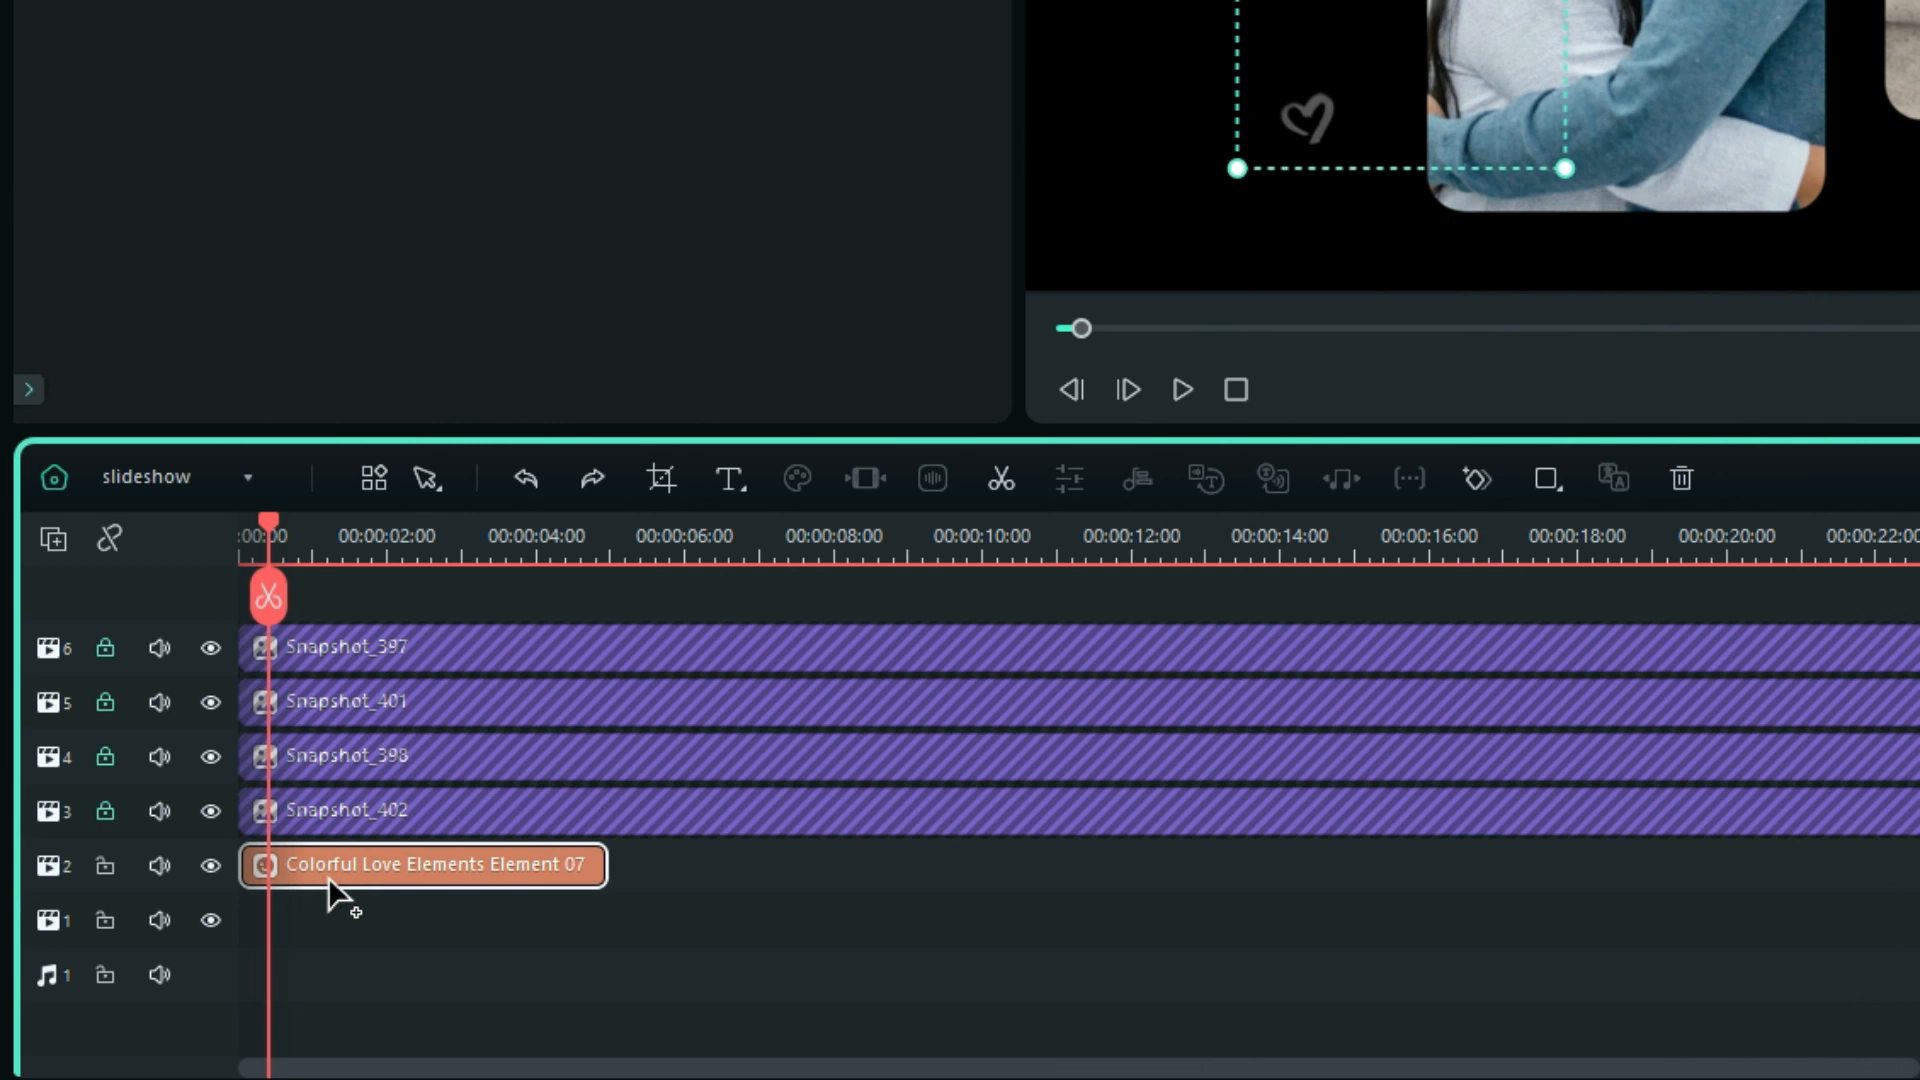 slideshow
:00:00 00:00:02:00 00:00:04:00 00:00:06:00 00:00:08:00 00:00:10:00 00:00:12:00 00:00:14:00 00:00:16:00 00:00:18:00 00:00:20:00 00:00:22:00
6 Snapshot_397
5 Snapshot_401
4 Snapshot_398
3 Snapshot_402
2 Colorful Love Elements Element 07
1
1